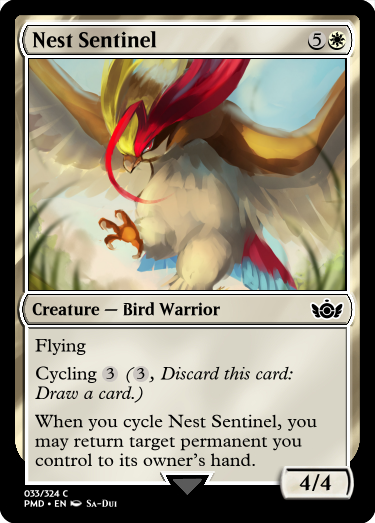 Nest Sentinel 5
Creature — Bird Warrior
Flying
Cycling 3 (3, Discard this card:
Draw a card.)
When you cycle Nest Sentinel, you
may return target permanent you
control to its owner's hand.
4/4
033/324 C
PMD • EN Sa-Dui